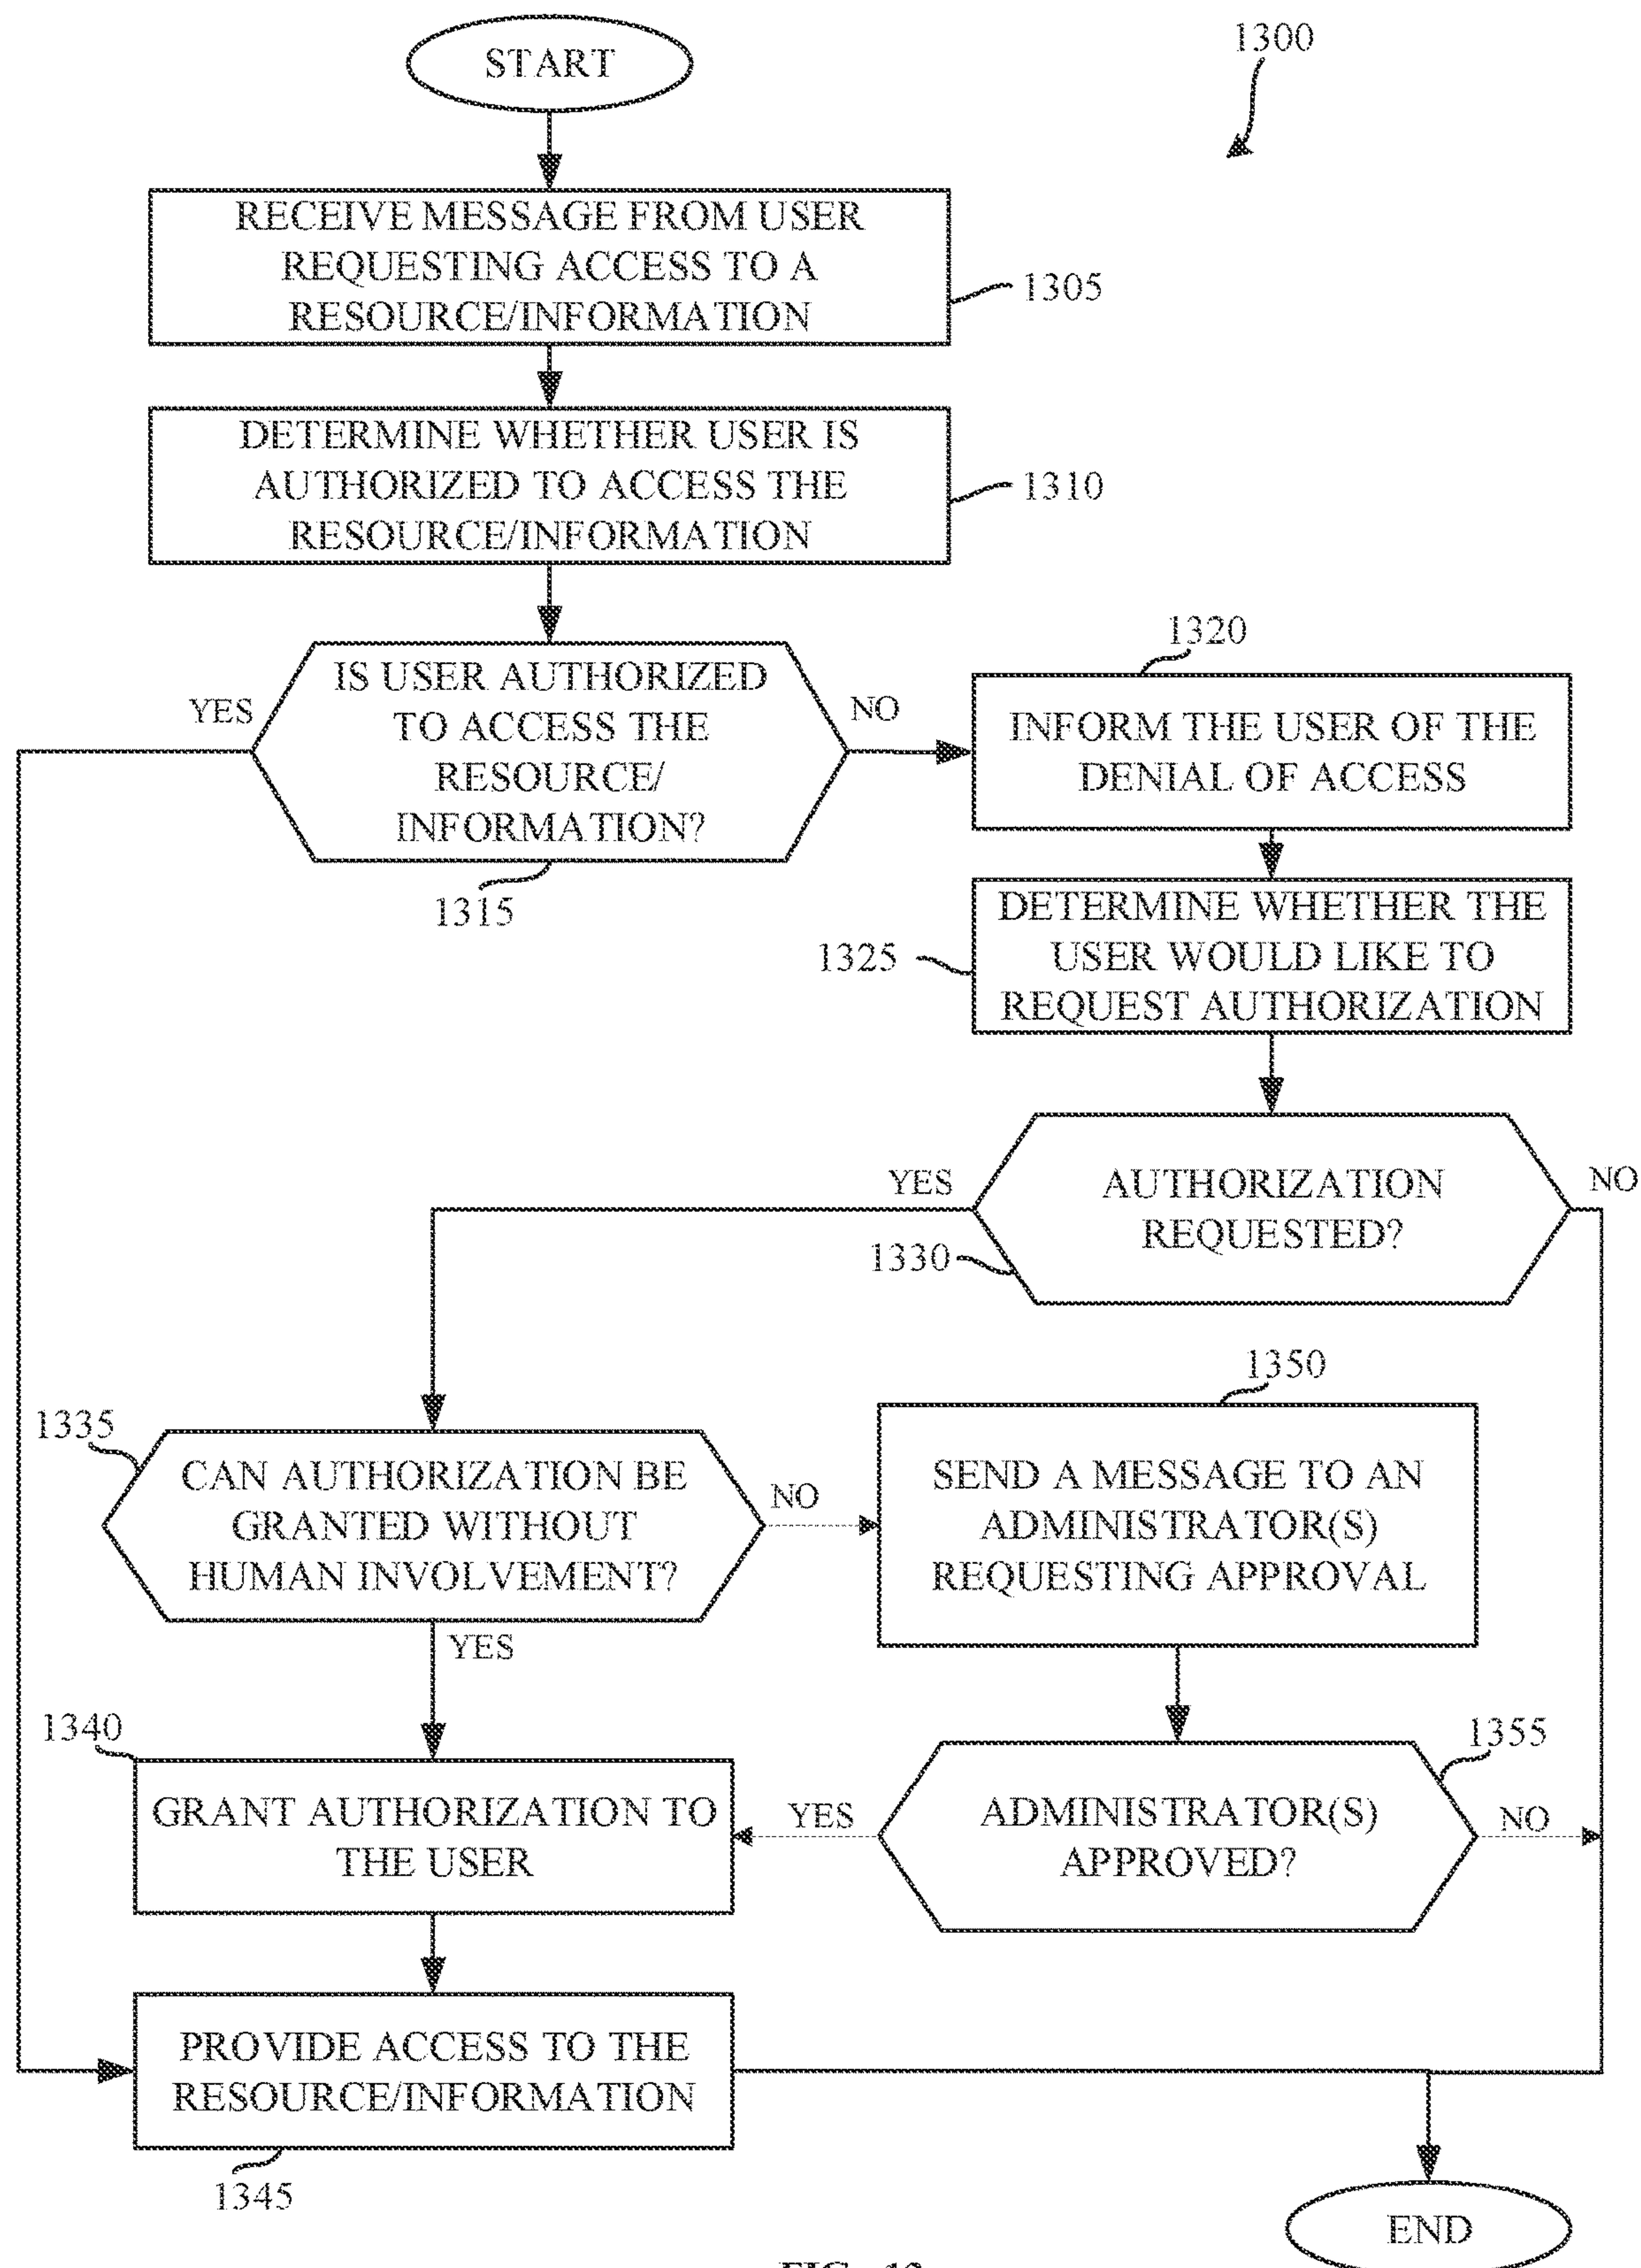 START
1300
RECEIVE MESSAGE FROM USER
REQUESTING ACCESS TO A
RESOURCE/INFORMATION
1305
DETERMINE WHETHER USER IS
AUTHORIZED TO ACCESS THE
RESOURCE/INFORMATION
1310
YES
IS USER AUTHORIZED
TO ACCESS THE
RESOURCE/
INFORMATION?
NO
1315
1320
INFORM THE USER OF THE
DENIAL OF ACCESS
DETERMINE WHETHER THE
USER WOULD LIKE TO
REQUEST AUTHORIZATION
1325
YES
AUTHORIZATION
REQUESTED?
NO
1330
1335
CAN AUTHORIZATION BE
GRANTED WITHOUT
HUMAN INVOLVEMENT?
NO
YES
1350
SEND A MESSAGE TO AN
ADMINISTRATOR(S)
REQUESTING APPROVAL
1340
GRANT AUTHORIZATION TO
THE USER
YES
ADMINISTRATOR(S)
APPROVED?
1355
NO
PROVIDE ACCESS TO THE
RESOURCE/INFORMATION
1345
END